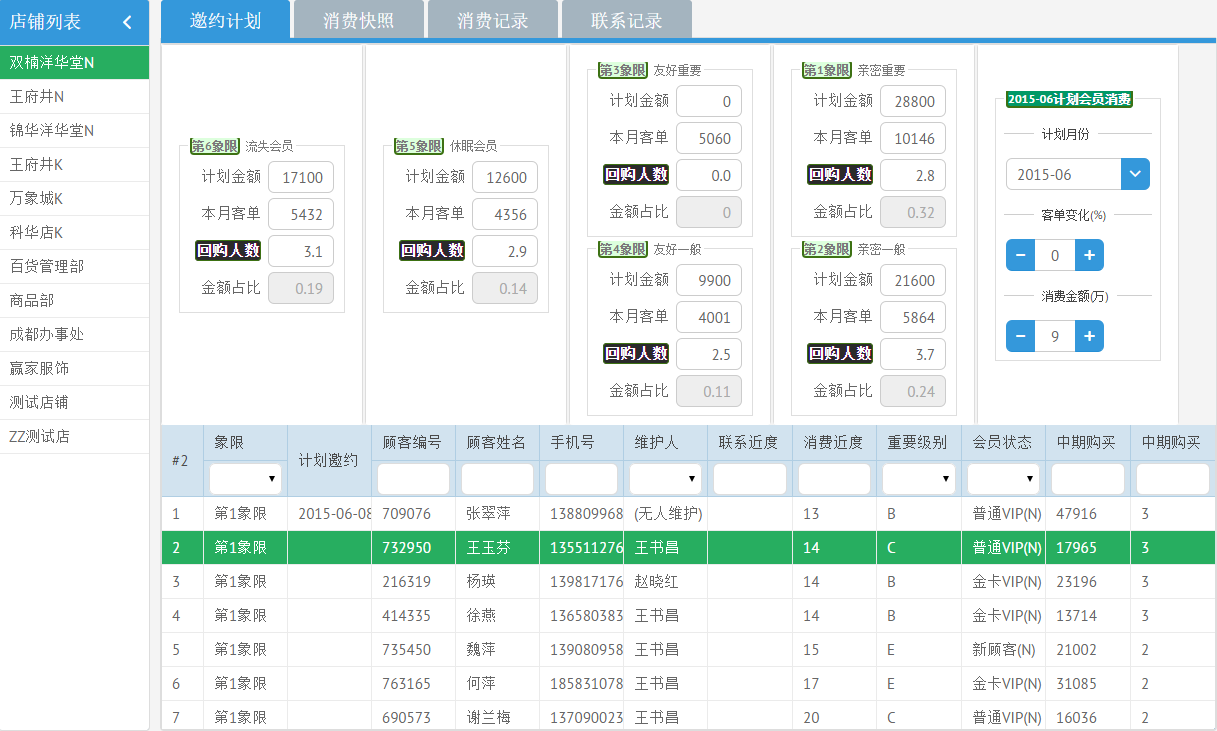 店铺列表
双楠洋华堂N
王府井N
锦华洋华堂N
王府井K
万象城K
科华店K
百货管理部
商品部
成都办事处
赢家服饰
测试店铺
ZZ测试店
邀约计划 消费快照 消费记录 联系记录
第6象限 流失会员
计划金额 17100
本月客单 5432
回购人数 3.1
金额占比 0.19
第5象限 休眠会员
计划金额 12600
本月客单 4356
回购人数 2.9
金额占比 0.14
第3象限 友好重要
计划金额 0
本月客单 5060
回购人数 0.0
金额占比 0
第4象限 友好一般
计划金额 9900
本月客单 4001
回购人数 2.5
金额占比 0.11
第1象限 亲密重要
计划金额 28800
本月客单 10146
回购人数 2.8
金额占比 0.32
第2象限 亲密一般
计划金额 21600
本月客单 5864
回购人数 3.7
金额占比 0.24
2015-06计划会员消费
计划月份
2015-06
客单变化(%)
− 0 +
消费金额(万)
− 9 +
#2 象限 计划邀约 顾客编号 顾客姓名 手机号 维护人 联系近度 消费近度 重要级别 会员状态 中期购买 中期购买
1 第1象限 2015-06-08 709076 张翠萍 138809968 (无人维护) 13 B 普通VIP(N) 47916 3
2 第1象限 732950 王玉芬 135511276 王书昌 14 C 普通VIP(N) 17965 3
3 第1象限 216319 杨瑛 139817176 赵晓红 14 B 金卡VIP(N) 23196 3
4 第1象限 414335 徐燕 136580383 王书昌 14 B 金卡VIP(N) 13714 3
5 第1象限 735450 魏萍 139080958 王书昌 15 E 新顾客(N) 21002 2
6 第1象限 763165 何萍 185831078 王书昌 17 E 金卡VIP(N) 31085 2
7 第1象限 690573 谢兰梅 137090023 王书昌 20 C 普通VIP(N) 16036 2